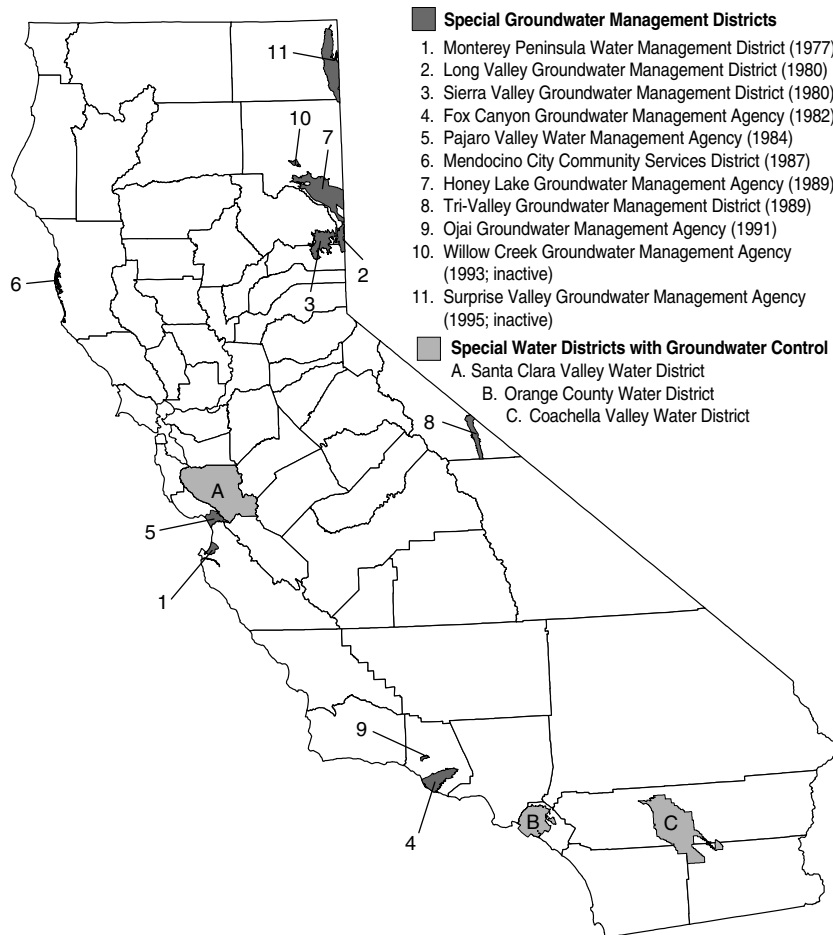 Special Groundwater Management Districts
1. Monterey Peninsula Water Management District (1977)
2. Long Valley Groundwater Management District (1980)
3. Sierra Valley Groundwater Management District (1980)
4. Fox Canyon Groundwater Management Agency (1982)
5. Pajaro Valley Water Management Agency (1984)
6. Mendocino City Community Services District (1987)
7. Honey Lake Groundwater Management Agency (1989)
8. Tri-Valley Groundwater Management District (1989)
9. Ojai Groundwater Management Agency (1991)
10. Willow Creek Groundwater Management Agency
(1993; inactive)
11. Surprise Valley Groundwater Management Agency
(1995; inactive)
Special Water Districts with Groundwater Control
A. Santa Clara Valley Water District
B. Orange County Water District
C. Coachella Valley Water District
11
10
7
6
2
3
8
A
5
1
9
4
B
C